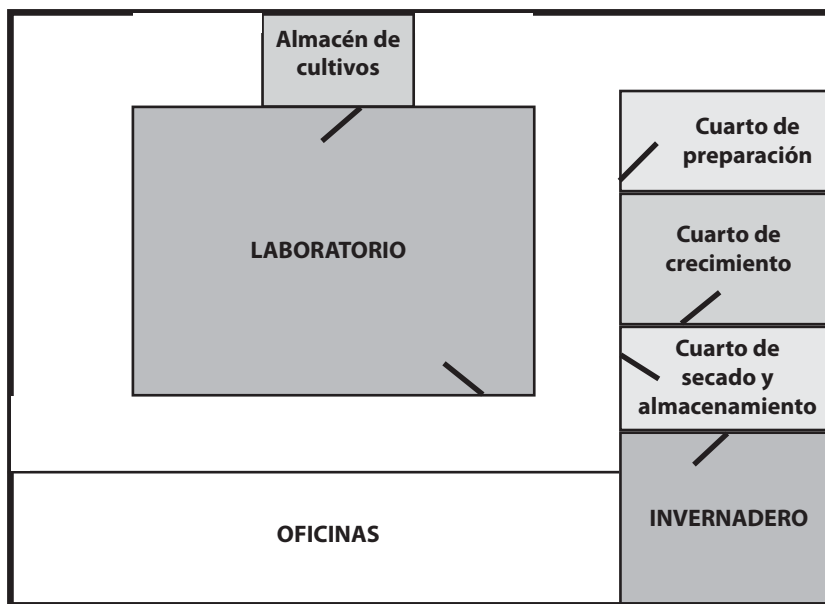 Almacén de
cultivos
Cuarto de
preparación
LABORATORIO
Cuarto de
crecimiento
Cuarto de
secado y
almacenamiento
OFICINAS
INVERNADERO